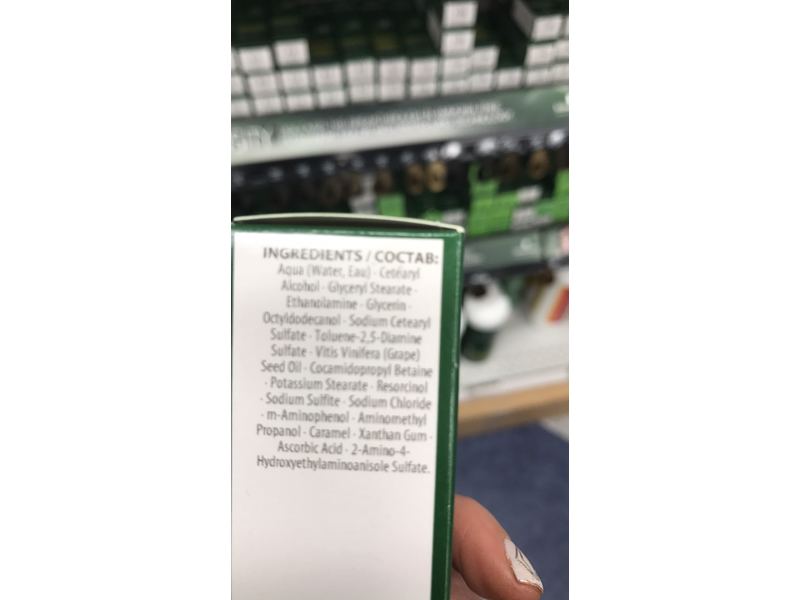 INGREDIENTS / СОСТАВ:
Aqua (Water, Eau) · Cetearyl
Alcohol · Glyceryl Stearate ·
Ethanolamine · Glycerin ·
Octyldodecanol · Sodium Cetearyl
Sulfate · Toluene-2,5-Diamine
Sulfate · Vitis Vinifera (Grape)
Seed Oil · Cocamidopropyl Betaine
· Potassium Stearate · Resorcinol
· Sodium Sulfite · Sodium Chloride
· m-Aminophenol · Aminomethyl
Propanol · Caramel · Xanthan Gum ·
Ascorbic Acid · 2-Amino-4-
Hydroxyethylaminoanisole Sulfate.